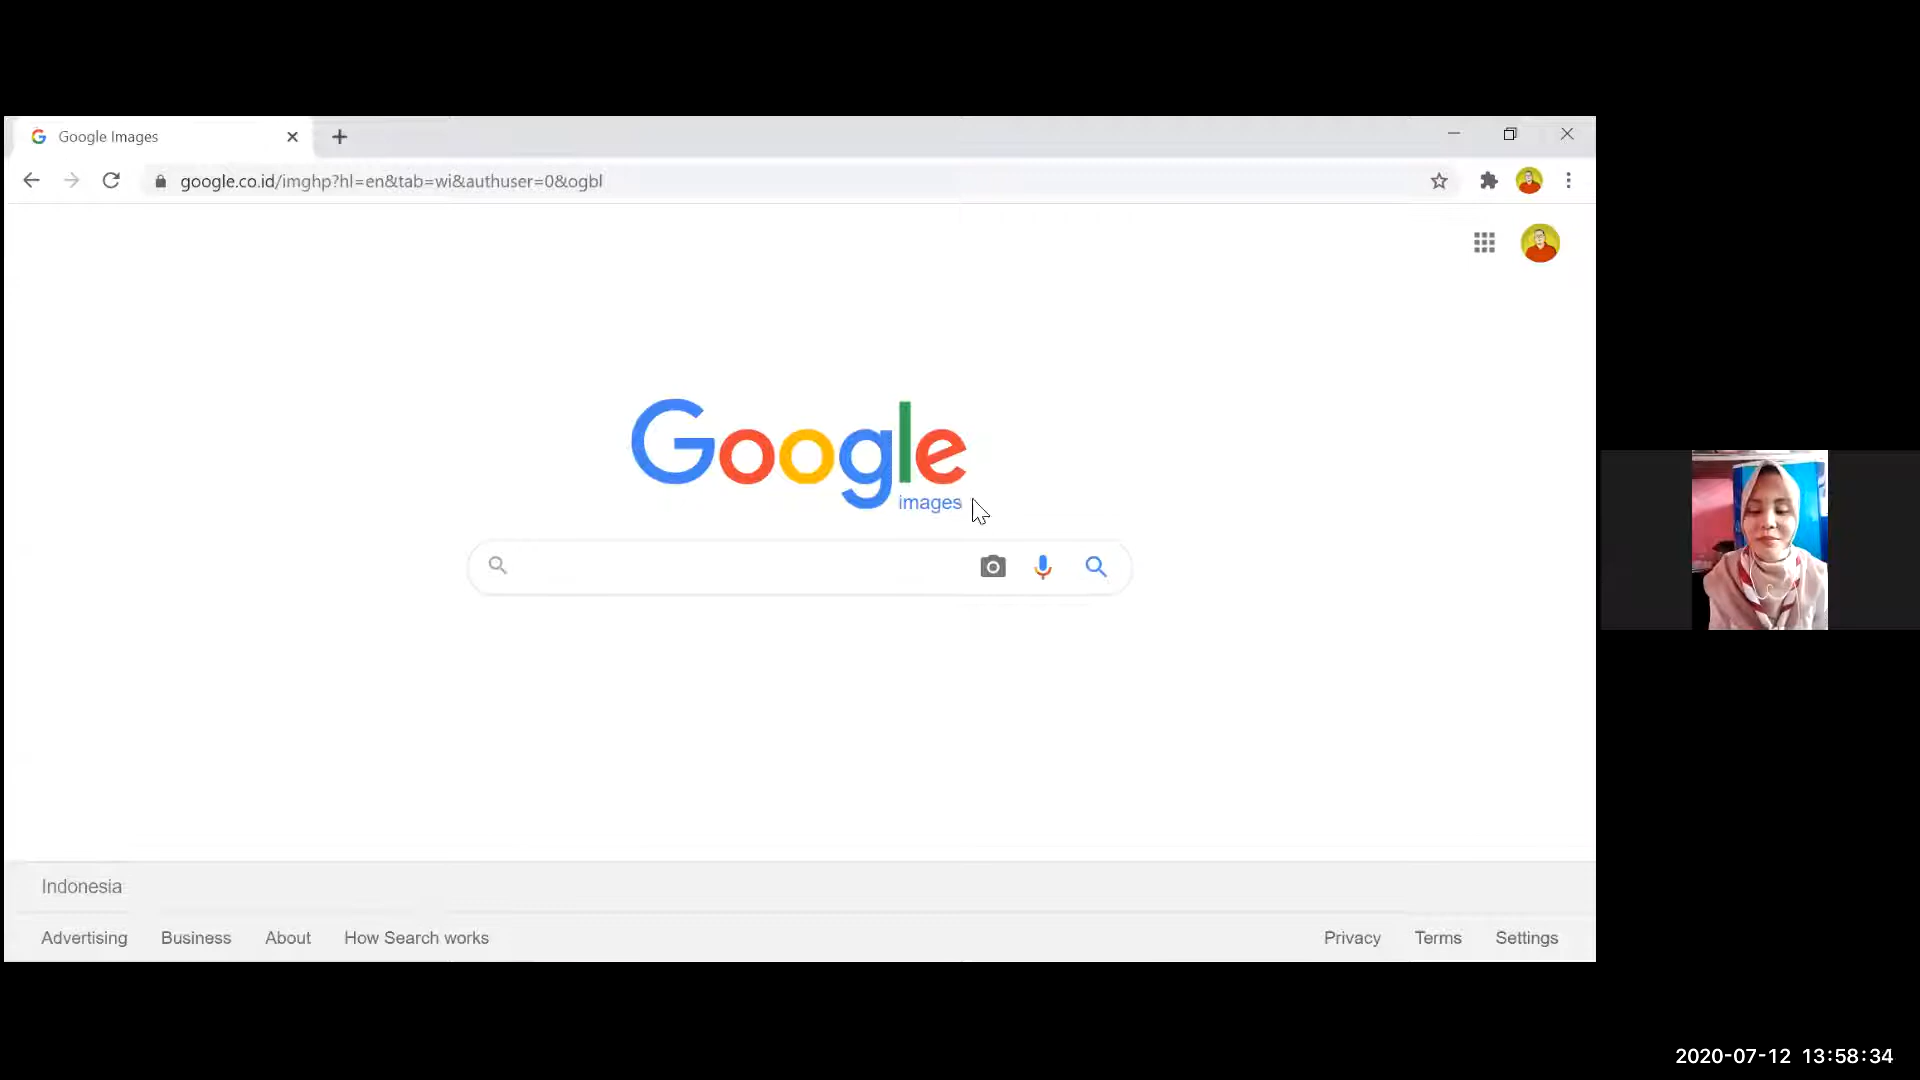 Google Images
google.co.id/imghp?hl=en&tab=wi&authuser=0&ogbl
Google
images
Indonesia
Advertising Business About How Search works Privacy Terms Settings
2020-07-12 13:58:34